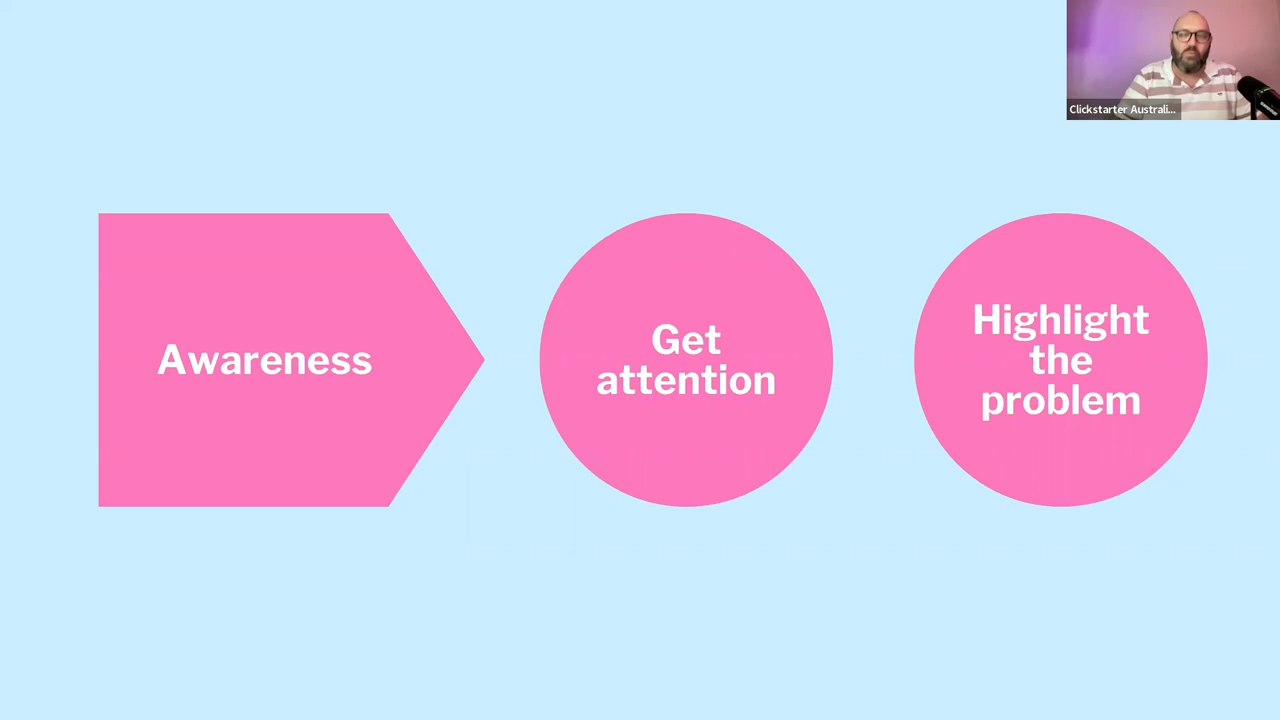 Clickstarter Australi...
Awareness
Get
attention
Highlight
the
problem